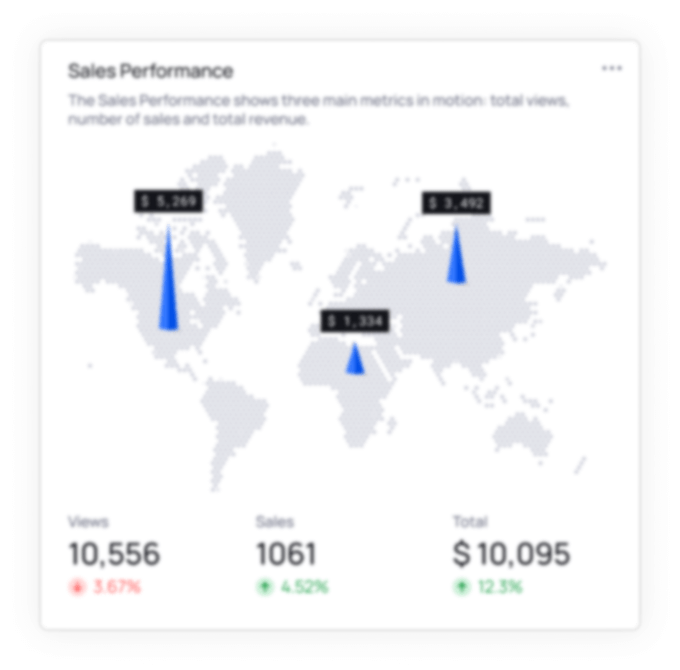 Sales Performance
The Sales Performance shows three main metrics in motion: total views,
number of sales and total revenue.
$ 5,269
$ 3,492
$ 1,334
Views
Sales
Total
10,556
1061
$ 10,095
3.67%
4.52%
12.3%